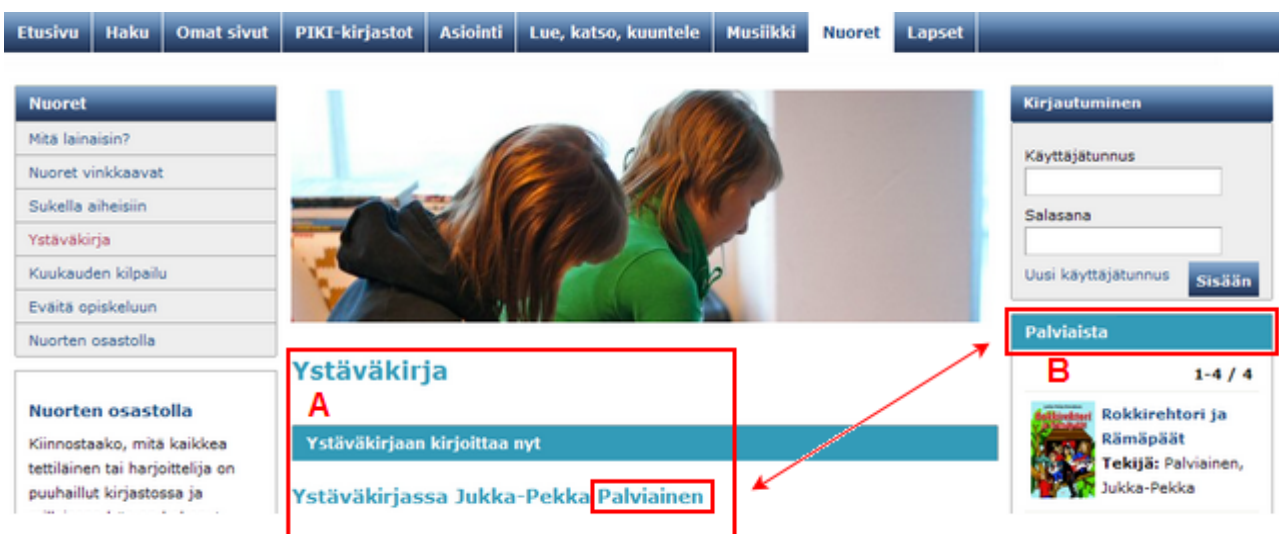 Etusivu Haku Omat sivut PIKI-kirjastot Asiointi Lue, katso, kuuntele Musiikki Nuoret Lapset
Nuoret
Mitä lainaisin?
Nuoret vinkkaavat
Sukella aiheisiin
Ystäväkirja
Kuukauden kilpailu
Eväitä opiskeluun
Nuorten osastolla
Nuorten osastolla
Kiinnostaako, mitä kaikkea
tettiläinen tai harjoittelija on
puuhaillut kirjastossa ja
Ystäväkirja
A
Ystäväkirjaan kirjoittaa nyt
Ystäväkirjassa Jukka-Pekka Palviainen
Kirjautuminen
Käyttäjätunnus
Salasana
Uusi käyttäjätunnus Sisään
Palviaista
B
1-4 / 4
Rokkirehtori ja
Rämäpäät
Tekijä: Palviainen,
Jukka-Pekka